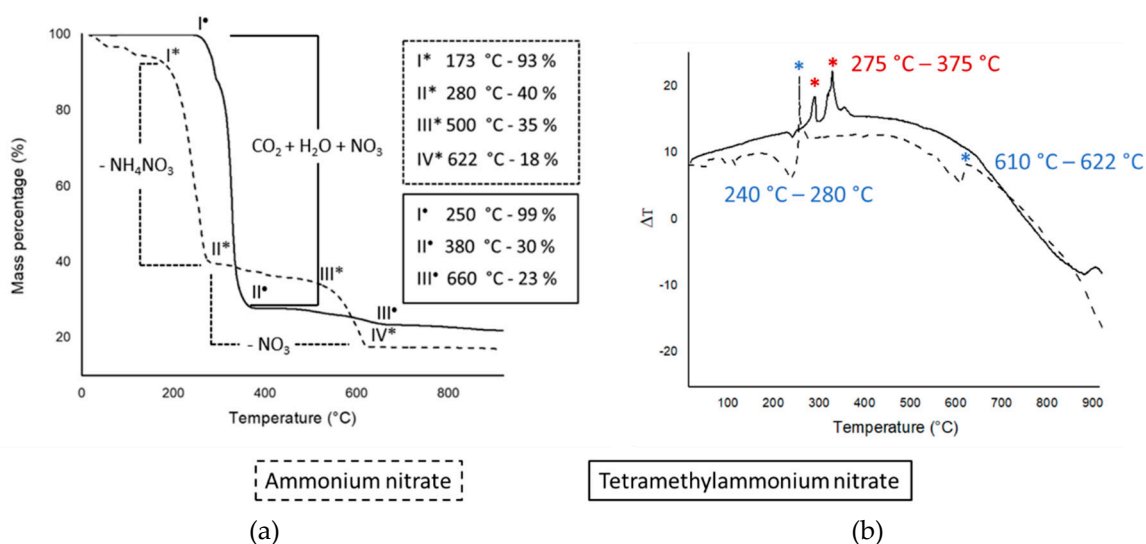 I•
100
I*
80
- NH₄NO₃
CO₂ + H₂O + NO₃
60
40
II*
III*
II•
III•
- NO₃
IV*
20
Mass percentage (%)
0
200
400
600
800
Temperature (°C)
I* 173 °C - 93 %
II* 280 °C - 40 %
III* 500 °C - 35 %
IV* 622 °C - 18 %
I• 250 °C - 99 %
II• 380 °C - 30 %
III• 660 °C - 23 %
* * * 275 °C – 375 °C
20
10
* 610 °C – 622 °C
240 °C – 280 °C
0
-10
-20
ΔT
100 200 300 400 500 600 700 800 900
Temperature (°C)
Ammonium nitrate
Tetramethylammonium nitrate
(a)
(b)